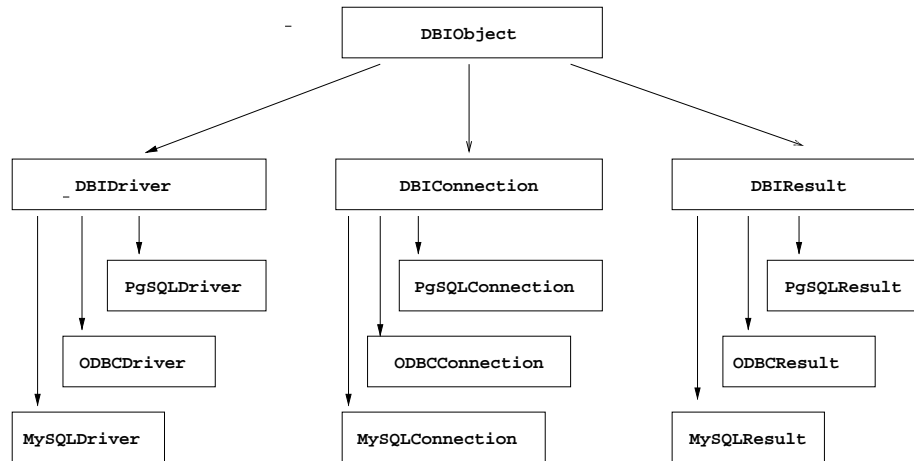 DBIObject
DBIDriver
DBIConnection
DBIResult
PgSQLDriver
PgSQLConnection
PgSQLResult
ODBCDriver
ODBCConnection
ODBCResult
MySQLDriver
MySQLConnection
MySQLResult